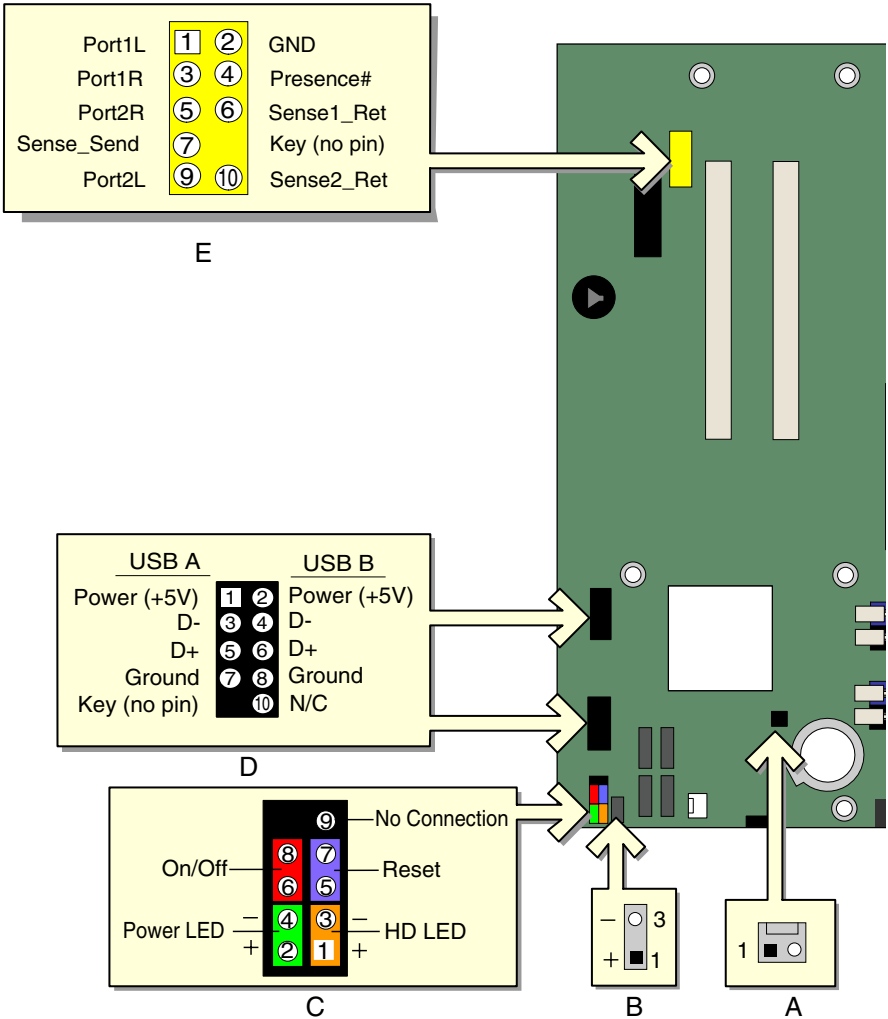 Port1L 1 2 GND
Port1R 3 4 Presence#
Port2R 5 6 Sense1_Ret
Sense_Send 7 Key (no pin)
Port2L 9 10 Sense2_Ret
E
USB A USB B
Power (+5V) 1 2 Power (+5V)
D- 3 4 D-
D+ 5 6 D+
Ground 7 8 Ground
Key (no pin) 10 N/C
D
9 No Connection
On/Off 8 7 Reset
6 5
Power LED − 4 3 − HD LED
+ 2 1 +
C
− 3
+ 1
B
1
A